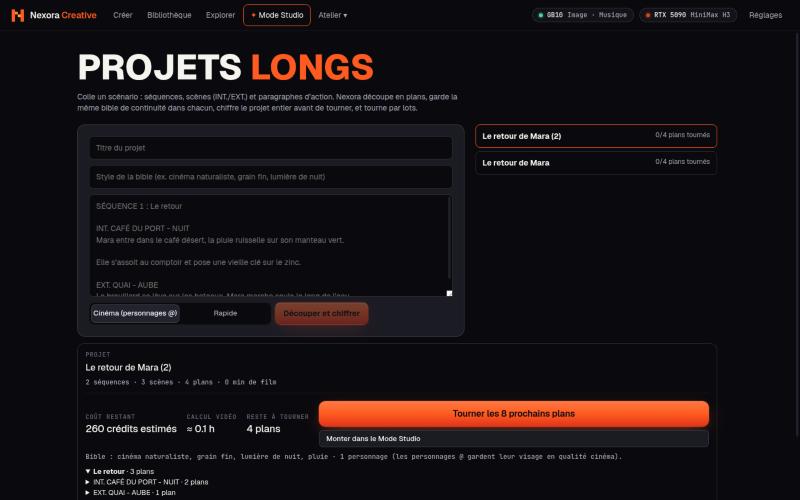 Nexora Creative
Créer
Bibliothèque
Explorer
✦ Mode Studio
Atelier ▾
GB10 Image · Musique
RTX 5090 MiniMax H3
Réglages
PROJETS LONGS
Colle un scénario : séquences, scènes (INT./EXT.) et paragraphes d'action. Nexora découpe en plans, garde la
même bible de continuité dans chacun, chiffre le projet entier avant de tourner, et tourne par lots.
Titre du projet
Style de la bible (ex. cinéma naturaliste, grain fin, lumière de nuit)
SÉQUENCE 1 : Le retour
INT. CAFÉ DU PORT - NUIT
Mara entre dans le café désert, la pluie ruisselle sur son manteau vert.
Elle s'assoit au comptoir et pose une vieille clé sur le zinc.
EXT. QUAI - AUBE
Cinéma (personnages @)
Rapide
Découper et chiffrer
Le retour de Mara (2)
0/4 plans tournés
Le retour de Mara
0/4 plans tournés
PROJET
Le retour de Mara (2)
2 séquences · 3 scènes · 4 plans · 0 min de film
COÛT RESTANT
260 crédits estimés
CALCUL VIDÉO
≈ 0.1 h
RESTE À TOURNER
4 plans
Tourner les 8 prochains plans
Monter dans le Mode Studio
Bible : cinéma naturaliste, grain fin, lumière de nuit, pluie · 1 personnage (les personnages @ gardent leur visage en qualité cinéma).
▼ Le retour · 3 plans
▶ INT. CAFÉ DU PORT - NUIT · 2 plans
▶ EXT. QUAI - AUBE · 1 plan